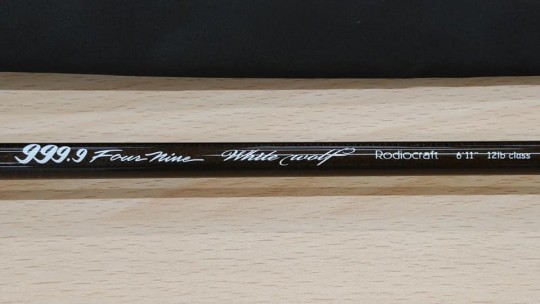 999.9 Four Nine White wolf Rodiocraft 6'11" 12lb class